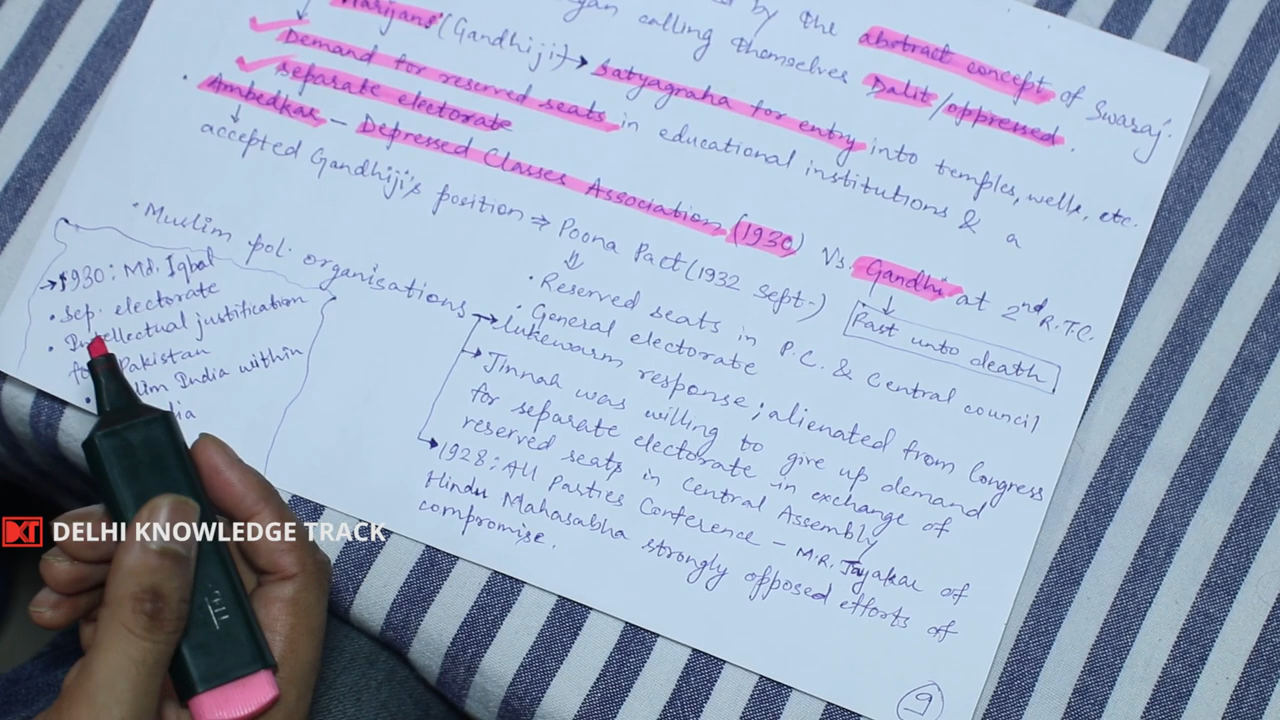 by the abstract concept of Swaraj.
calling themselves Dalit/oppressed.
Harijans (Gandhiji) → Satyagraha for entry into temples, wells, etc.
Demand for reserved seats in educational institutions & a
separate electorate
• Ambedkar – Depressed Classes Association (1930) Vs. Gandhi at 2nd R.T.C.
accepted Gandhiji's position ⇒ Poona Pact (1932 Sept.)
Fast unto death
• Reserved seats in P.C. & Central council
• General electorate
• Muslim pol. organisations
→ lukewarm response; alienated from Congress
→ Jinnah was willing to give up demand
for separate electorate in exchange of
reserved seats in Central Assembly
→ 1928: All Parties Conference – M.R. Jayakar of
Hindu Mahasabha strongly opposed efforts of
compromise.
→ 1930: Md. Iqbal
• Sep. electorate
• Intellectual justification
Pakistan
India within
9
DKT DELHI KNOWLEDGE TRACK